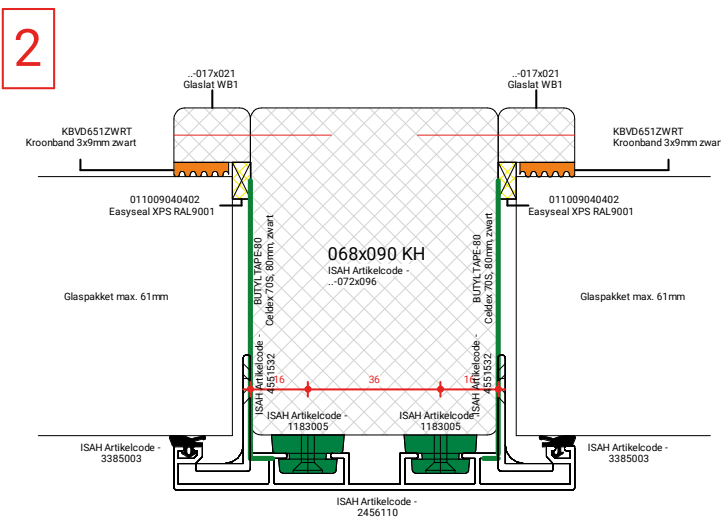 2
..-017x021
Glaslat WB1
..-017x021
Glaslat WB1
KBVD651ZWRT
Kroonband 3x9mm zwart
KBVD651ZWRT
Kroonband 3x9mm zwar
011009040402
Easyseal XPS RAL9001
011009040402
Easyseal XPS RAL9001
BUTYLTAPE-80
Celdex 70S, 80mm, zwart
BUTYLTAPE-80
Celdex 70S, 80mm, zwart
068x090 KH
ISAH Artikelcode -
..-072x096
Glaspakket max. 61mm
Glaspakket max. 61mm
ISAH Artikelcode -
4551532
ISAH Artikelcode -
4551532
16
36
16
ISAH Artikelcode -
1183005
ISAH Artikelcode -
1183005
ISAH Artikelcode -
3385003
ISAH Artikelcode -
3385003
ISAH Artikelcode -
2456110